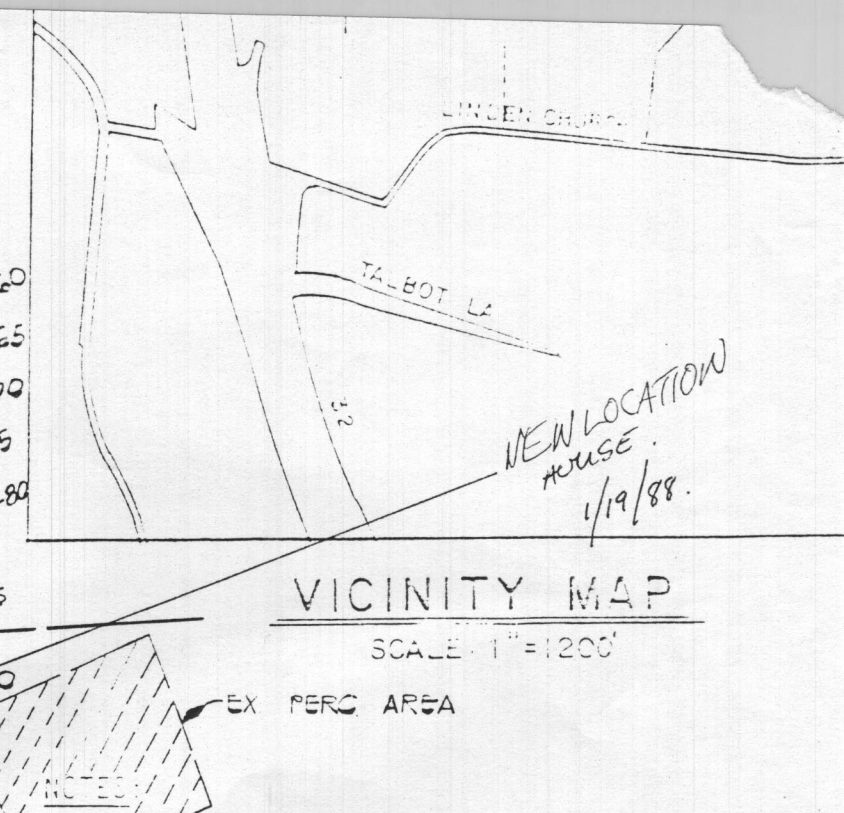 LINDEN CHURCH
TALBOT LA
32
NEW LOCATION
HOUSE.
1/19/88.
VICINITY MAP
SCALE 1"=1200'
EX PERC AREA
NOTES: